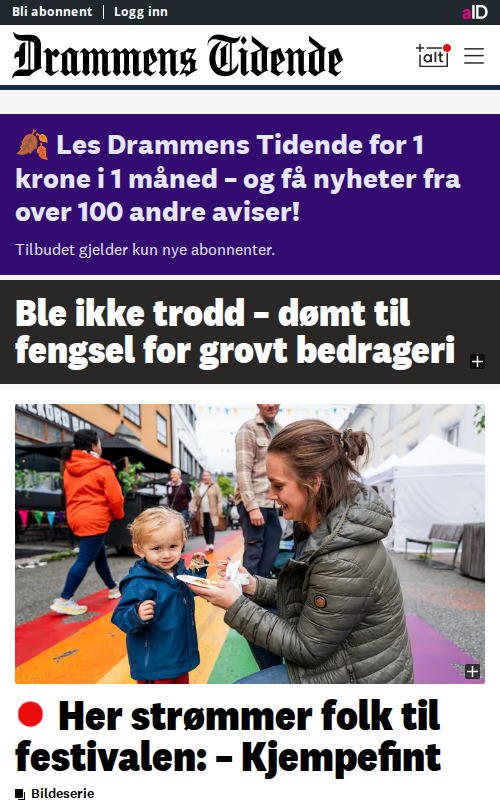 Bli abonnent | Logg inn
aID
Drammens Tidende
+alt
🍂 Les Drammens Tidende for 1
krone i 1 måned – og få nyheter fra
over 100 andre aviser!
Tilbudet gjelder kun nye abonnenter.
Ble ikke trodd – dømt til
fengsel for grovt bedrageri
Her strømmer folk til
festivalen: – Kjempefint
Bildeserie